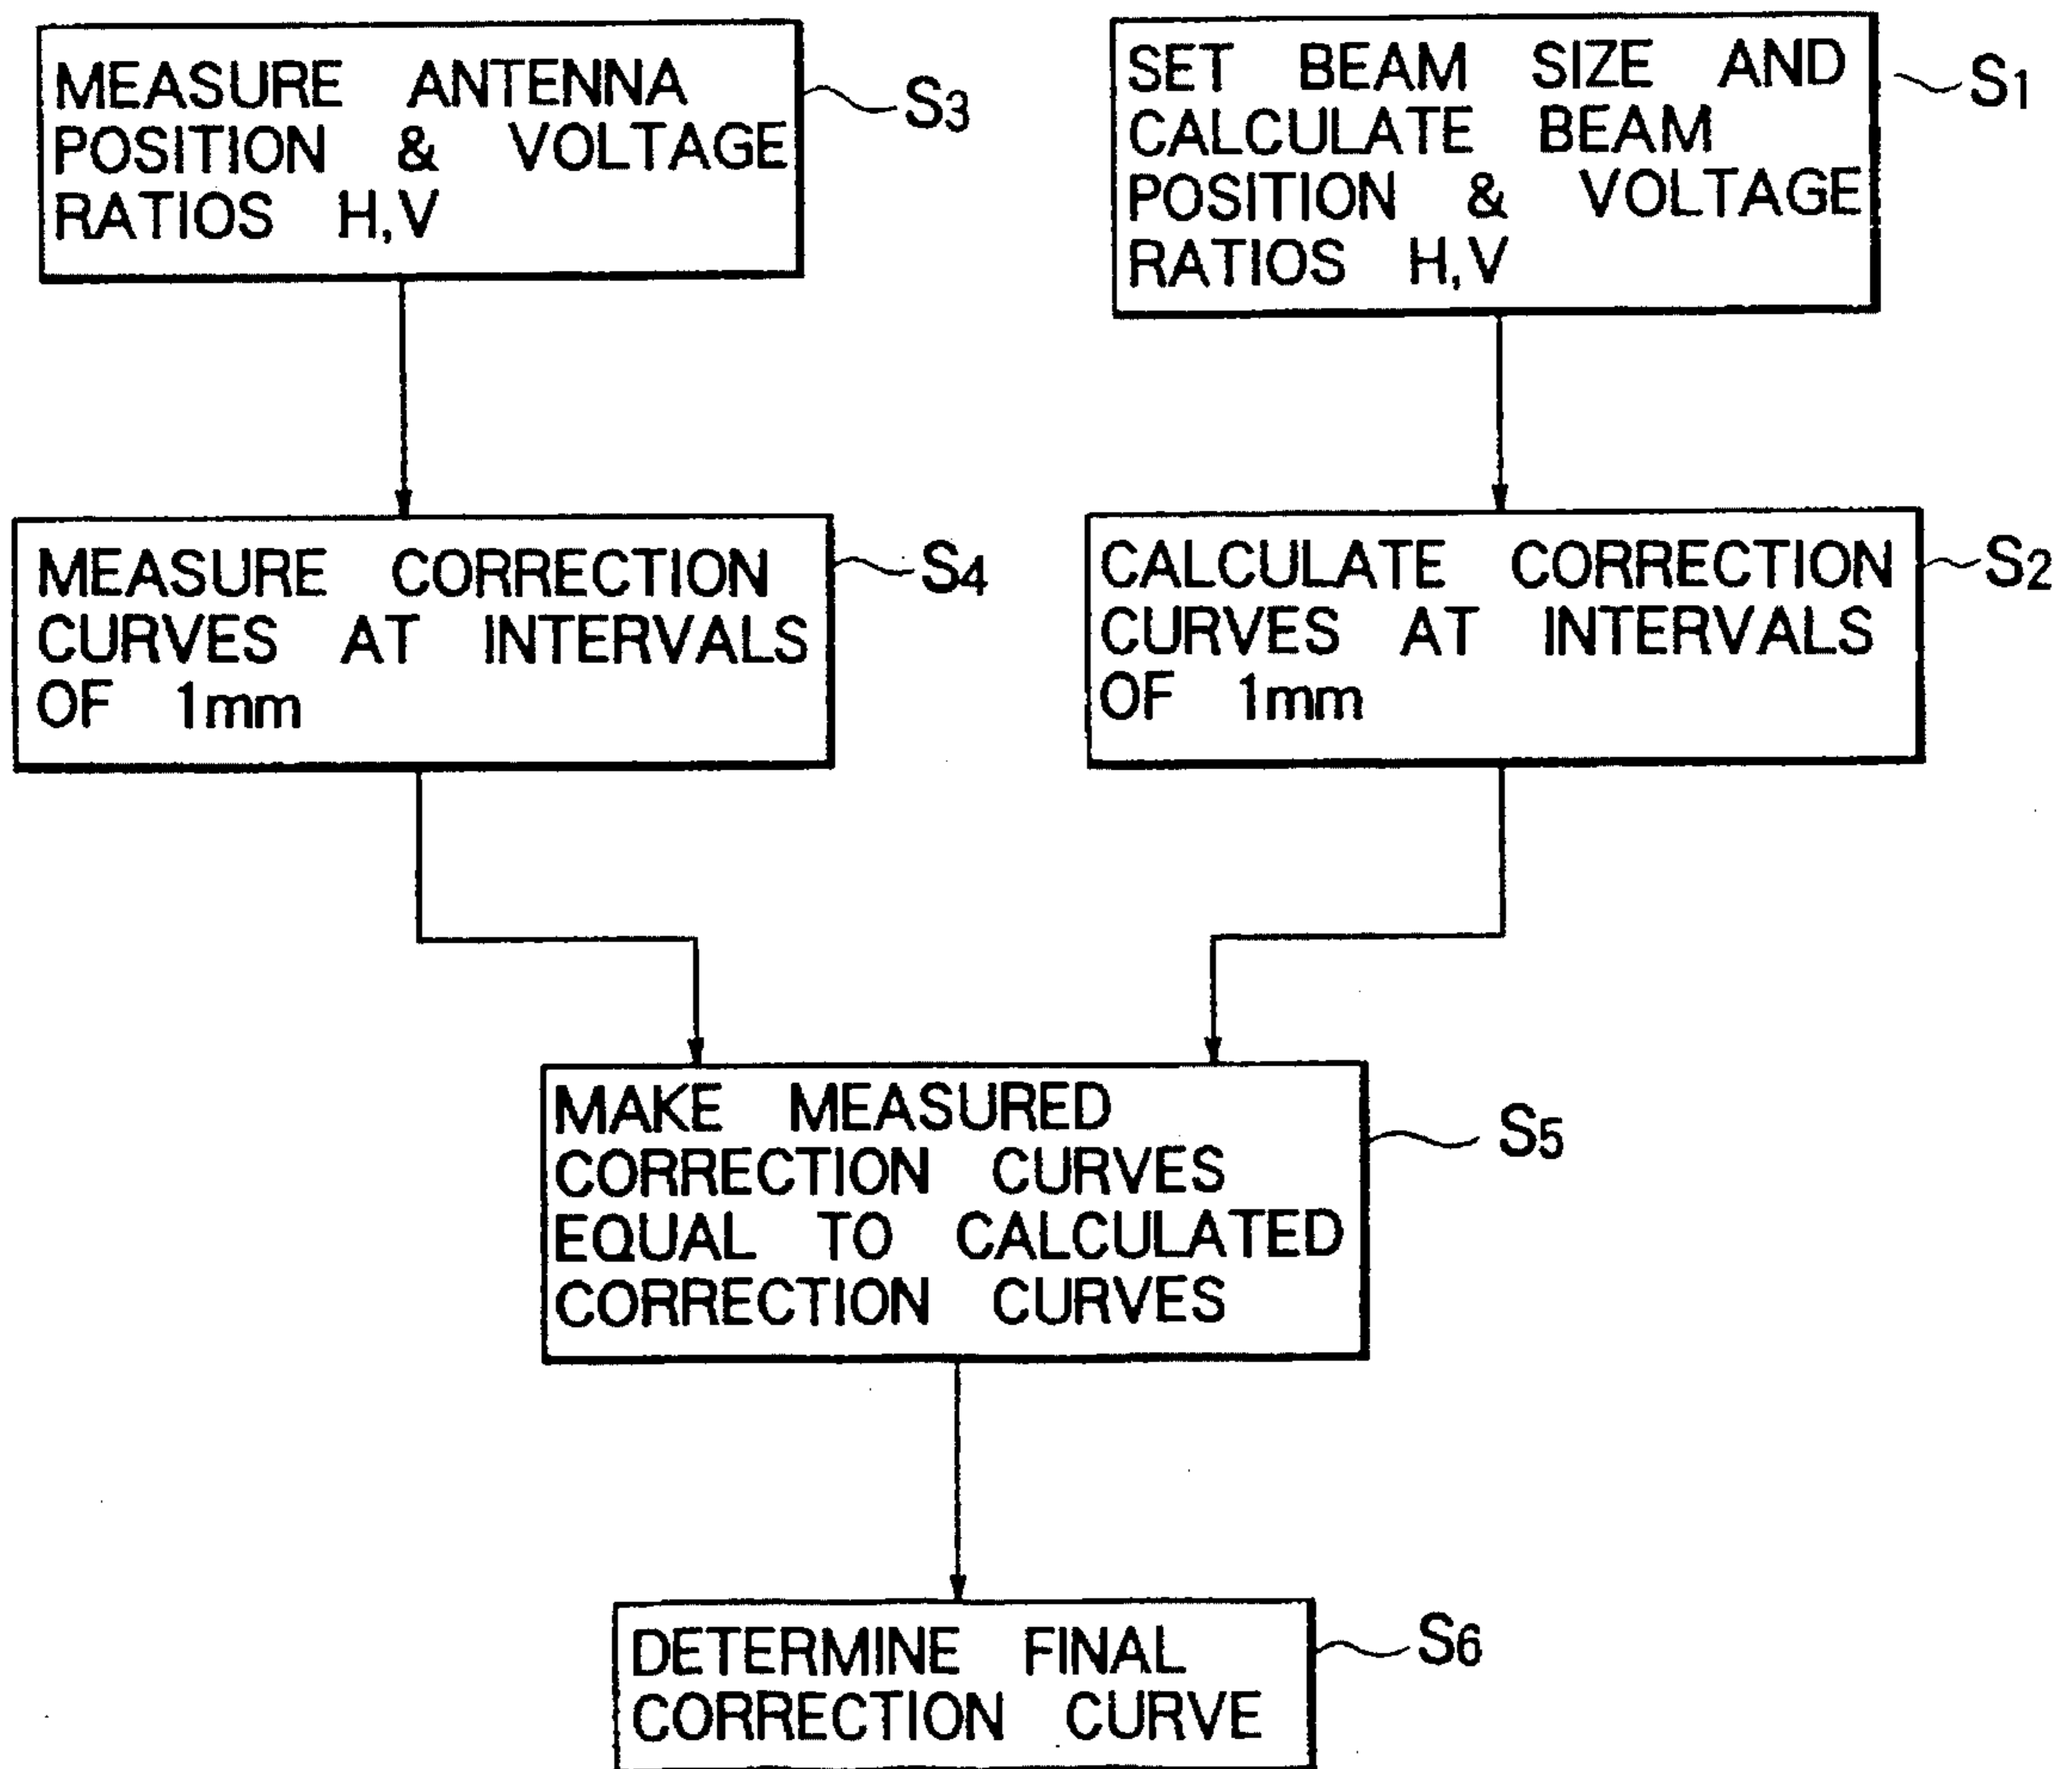 MEASURE ANTENNA
POSITION & VOLTAGE
RATIOS H,V
S3
SET BEAM SIZE AND
CALCULATE BEAM
POSITION & VOLTAGE
RATIOS H,V
S1
MEASURE CORRECTION
CURVES AT INTERVALS
OF 1mm
S4
CALCULATE CORRECTION
CURVES AT INTERVALS
OF 1mm
S2
MAKE MEASURED
CORRECTION CURVES
EQUAL TO CALCULATED
CORRECTION CURVES
S5
DETERMINE FINAL
CORRECTION CURVE
S6